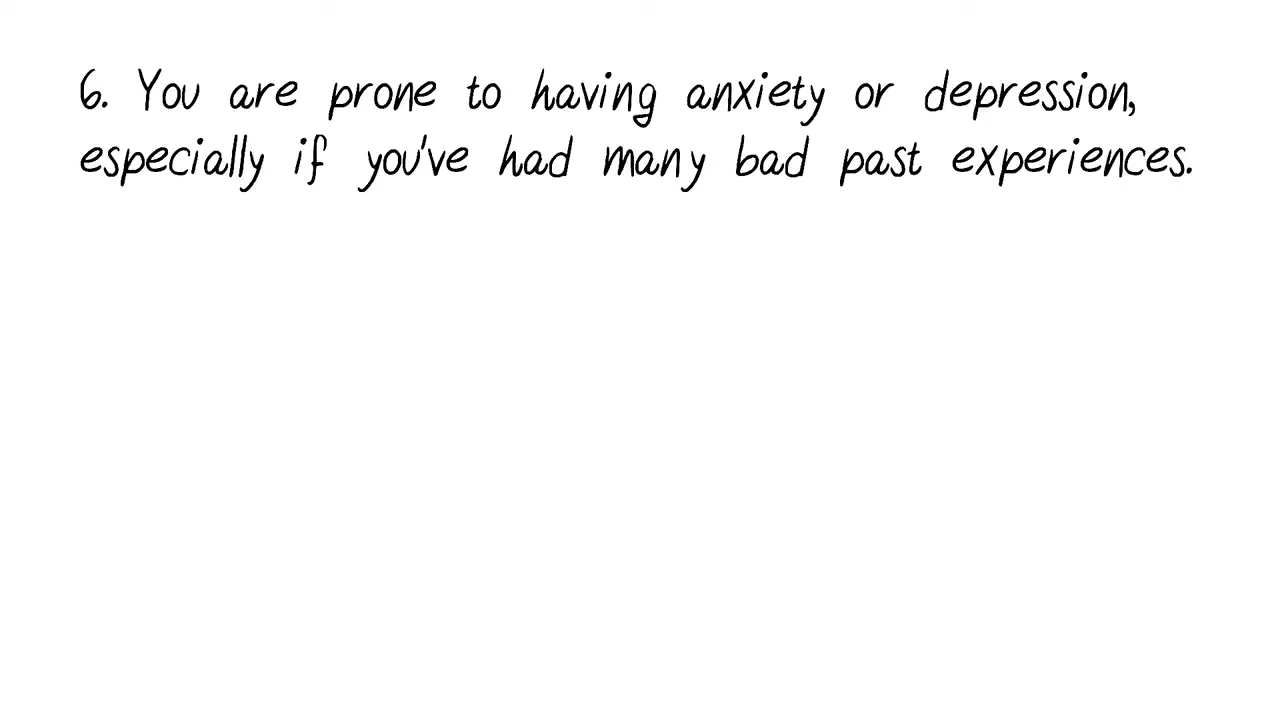 6. You are prone to having anxiety or depression,
especially if you've had many bad past experiences.